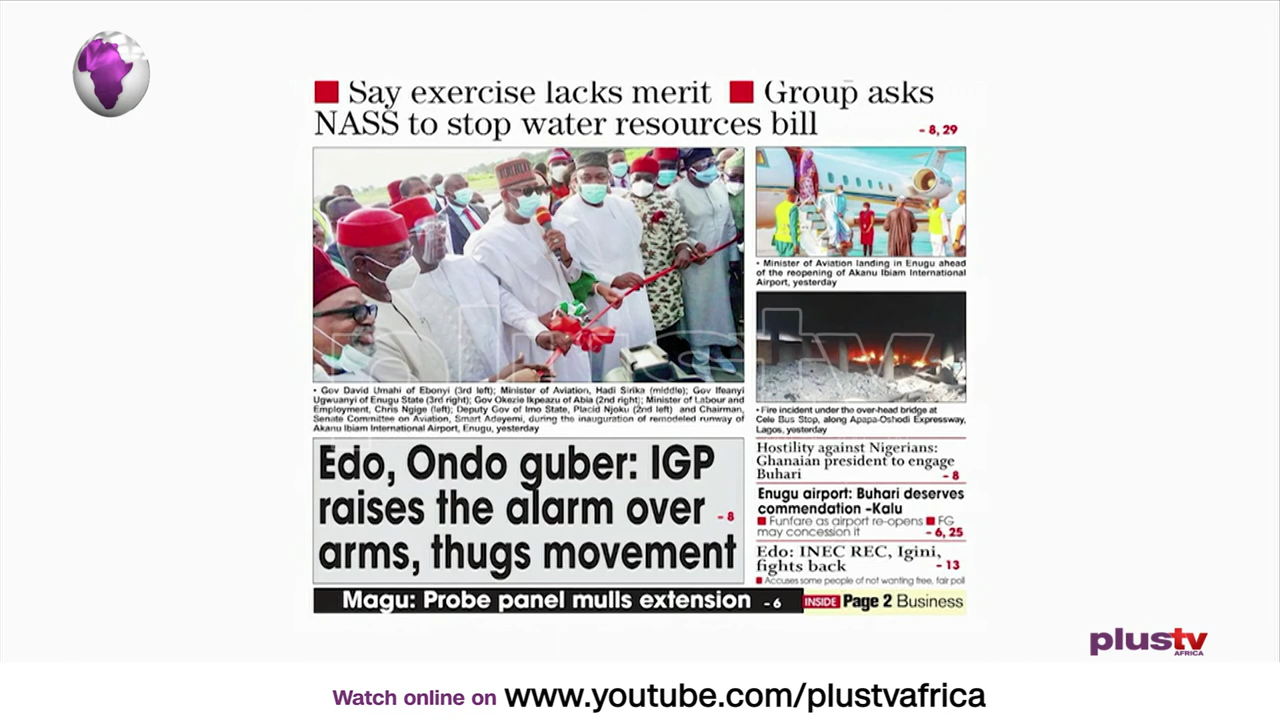 ■ Say exercise lacks merit ■ Group asks
NASS to stop water resources bill
- 8, 29
• Gov David Umahi of Ebonyi (3rd left); Minister of Aviation, Hadi Sirika (middle); Gov Ifeanyi
Ugwuanyi of Enugu State (3rd right); Gov Okezie Ikpeazu of Abia (2nd right); Minister of Labour and
Employment, Chris Ngige (left); Deputy Gov of Imo State, Placid Njoku (2nd left) and Chairman,
Senate Committee on Aviation, Smart Adeyemi, during the inauguration of remodeled runway of
Akanu Ibiam International Airport, Enugu, yesterday
• Minister of Aviation landing in Enugu ahead
of the reopening of Akanu Ibiam International
Airport, yesterday
• Fire incident under the over-head bridge at
Cele Bus Stop, along Apapa-Oshodi Expressway,
Lagos, yesterday
plustv
Edo, Ondo guber: IGP
raises the alarm over - 8
arms, thugs movement
Hostility against Nigerians:
Ghanaian president to engage
Buhari - 8
Enugu airport: Buhari deserves
commendation –Kalu
■ Funfare as airport re-opens ■ FG
may concession it - 6, 25
Edo: INEC REC, Igini,
fights back - 13
■ Accuses some people of not wanting free, fair poll
Magu: Probe panel mulls extension - 6
INSIDE Page 2 Business
plustv
AFRICA
Watch online on www.youtube.com/plustvafrica